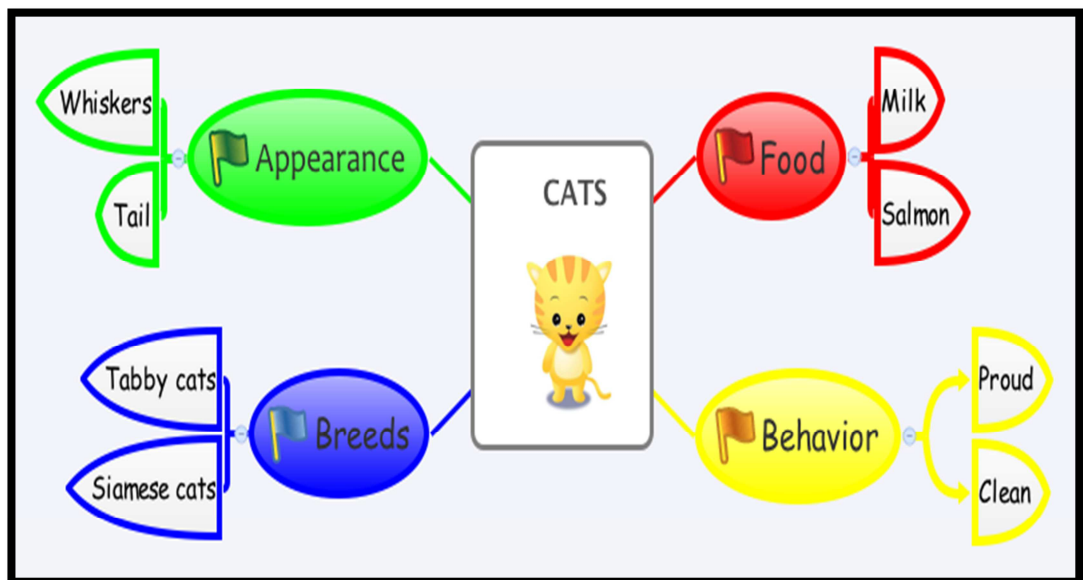 CATS
Appearance
Whiskers
Tail
Food
Milk
Salmon
Breeds
Tabby cats
Siamese cats
Behavior
Proud
Clean